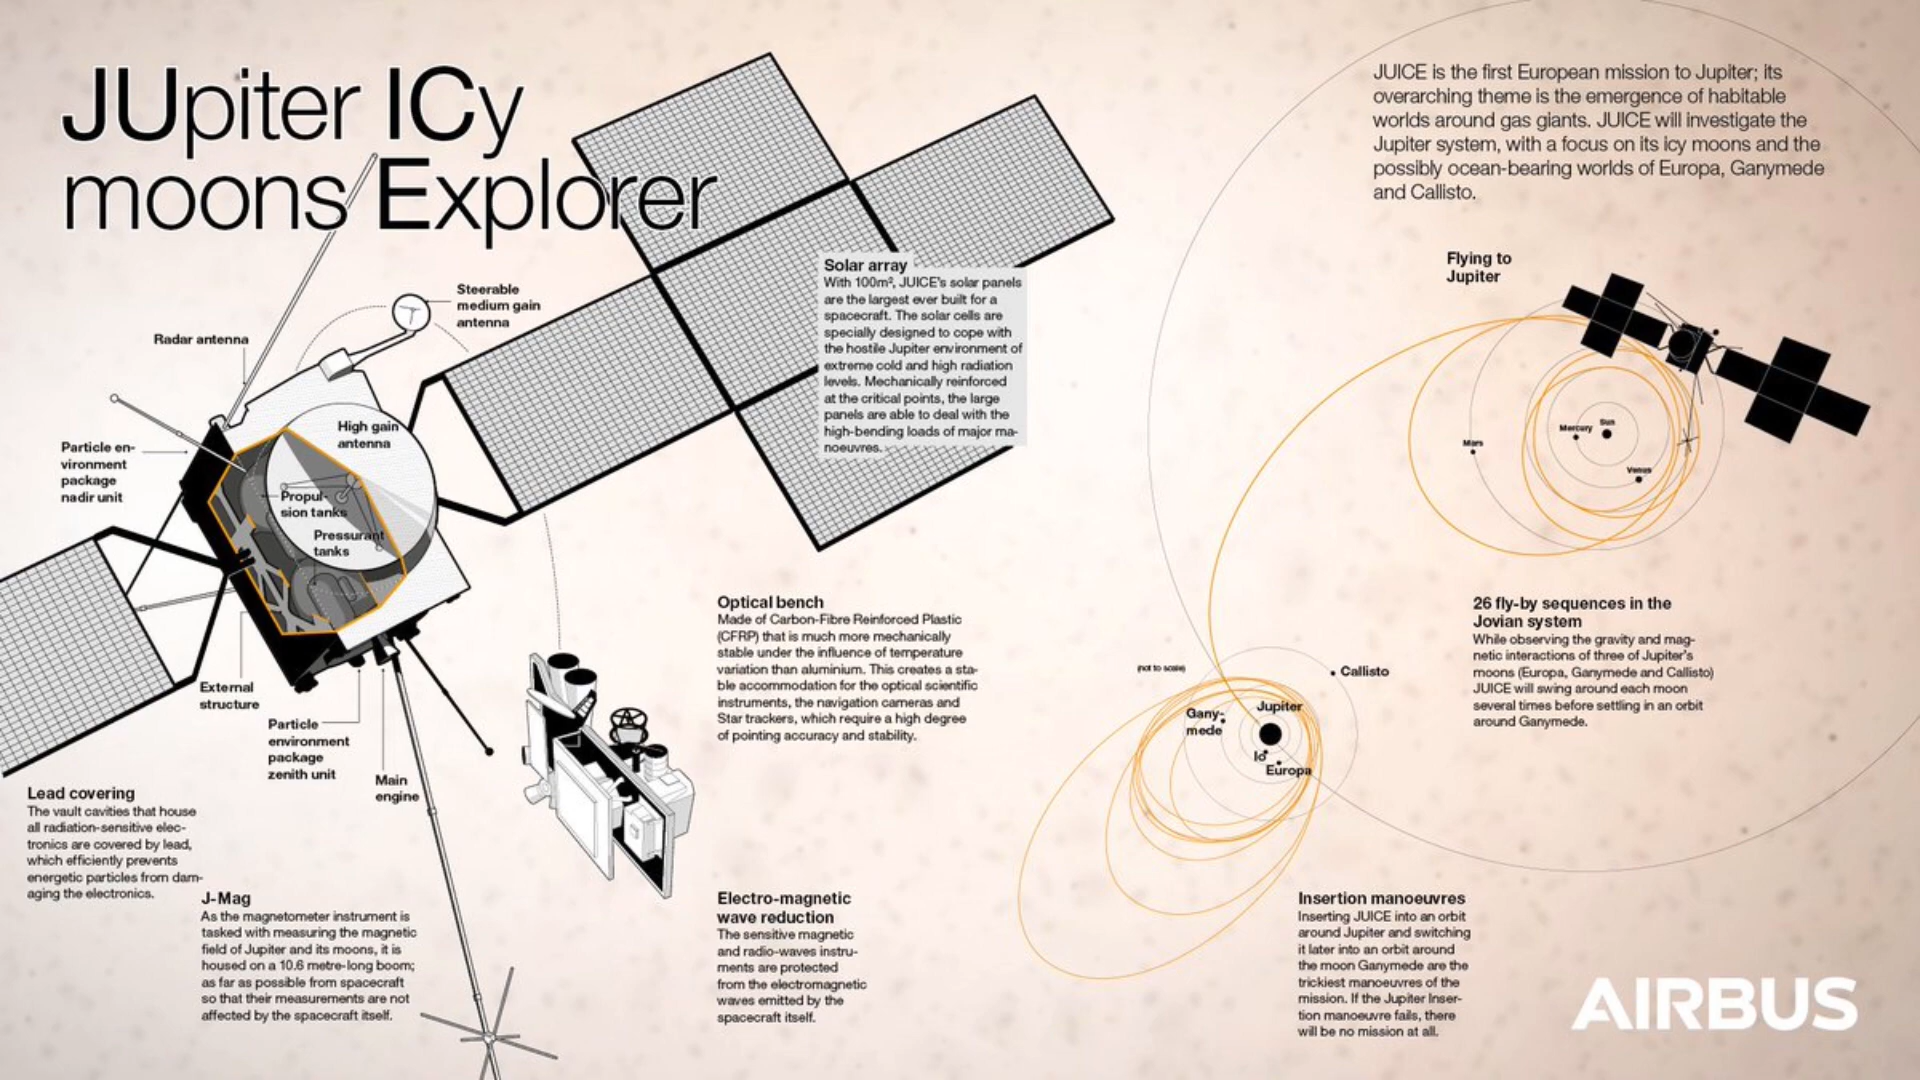 JUpiter ICy
moons Explorer
JUICE is the first European mission to Jupiter; its
overarching theme is the emergence of habitable
worlds around gas giants. JUICE will investigate the
Jupiter system, with a focus on its icy moons and the
possibly ocean-bearing worlds of Europa, Ganymede
and Callisto.
Steerable
medium gain
antenna
Radar antenna
High gain
antenna
Particle en-
vironment
package
nadir unit
Propul-
sion tanks
Pressurant
tanks
External
structure
Particle
environment
package
zenith unit
Main
engine
Solar array
With 100m², JUICE's solar panels
are the largest ever built for a
spacecraft. The solar cells are
specially designed to cope with
the hostile Jupiter environment of
extreme cold and high radiation
levels. Mechanically reinforced
at the critical points, the large
panels are able to deal with the
high-bending loads of major ma-
noeuvres.
Lead covering
The vault cavities that house
all radiation-sensitive elec-
tronics are covered by lead,
which efficiently prevents
energetic particles from dam-
aging the electronics.
J-Mag
As the magnetometer instrument is
tasked with measuring the magnetic
field of Jupiter and its moons, it is
housed on a 10.6 metre-long boom;
as far as possible from spacecraft
so that their measurements are not
affected by the spacecraft itself.
Optical bench
Made of Carbon-Fibre Reinforced Plastic
(CFRP) that is much more mechanically
stable under the influence of temperature
variation than aluminium. This creates a sta-
ble accommodation for the optical scientific
instruments, the navigation cameras and
Star trackers, which require a high degree
of pointing accuracy and stability.
Electro-magnetic
wave reduction
The sensitive magnetic
and radio-waves instru-
ments are protected
from the electromagnetic
waves emitted by the
spacecraft itself.
Flying to
Jupiter
Mars
Mercury
Sun
Venus
26 fly-by sequences in the
Jovian system
While observing the gravity and mag-
netic interactions of three of Jupiter's
moons (Europa, Ganymede and Callisto)
JUICE will swing around each moon
several times before settling in an orbit
around Ganymede.
(not to scale)
Callisto
Gany-
mede
Jupiter
Io
Europa
Insertion manoeuvres
Inserting JUICE into an orbit
around Jupiter and switching
it later into an orbit around
the moon Ganymede are the
trickiest manoeuvres of the
mission. If the Jupiter Inser-
tion manoeuvre fails, there
will be no mission at all.
AIRBUS